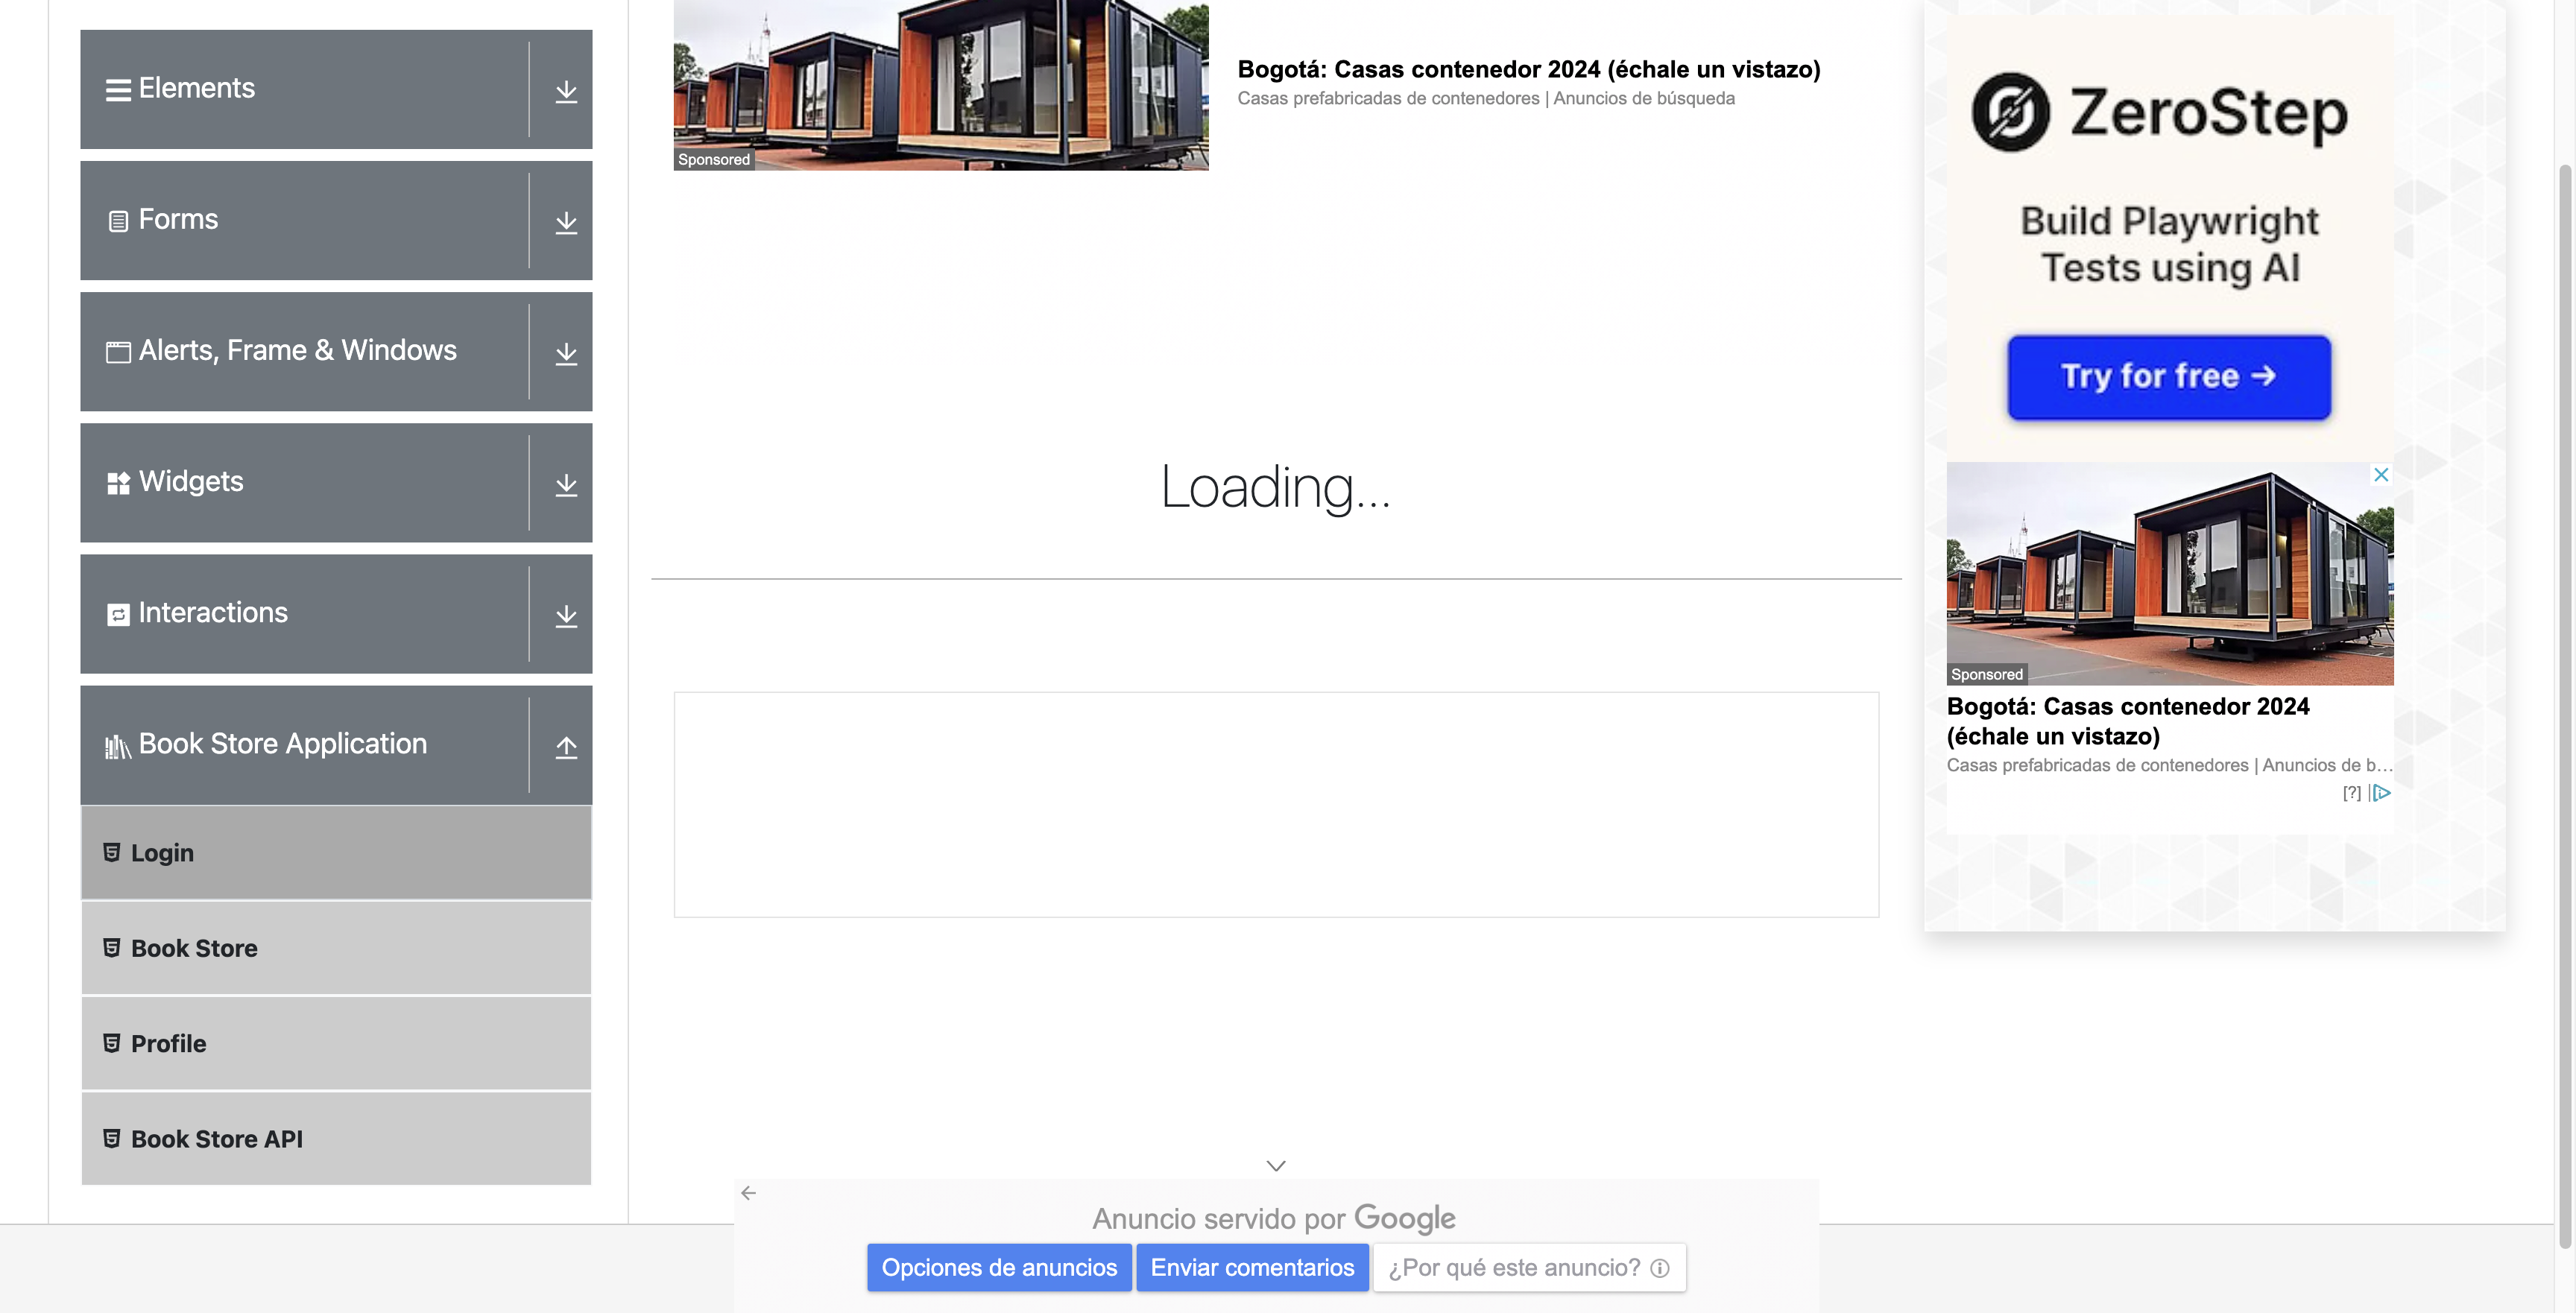 Elements
Forms
Alerts, Frame & Windows
Widgets
Interactions
Book Store Application
Login
Book Store
Profile
Book Store API
Sponsored
Bogotá: Casas contenedor 2024 (échale un vistazo)
Casas prefabricadas de contenedores | Anuncios de búsqueda
Loading...
ZeroStep
Build Playwright
Tests using AI
Try for free →
Sponsored
Bogotá: Casas contenedor 2024
(échale un vistazo)
Casas prefabricadas de contenedores | Anuncios de b...
[?]
Anuncio servido por Google
Opciones de anuncios
Enviar comentarios
¿Por qué este anuncio?